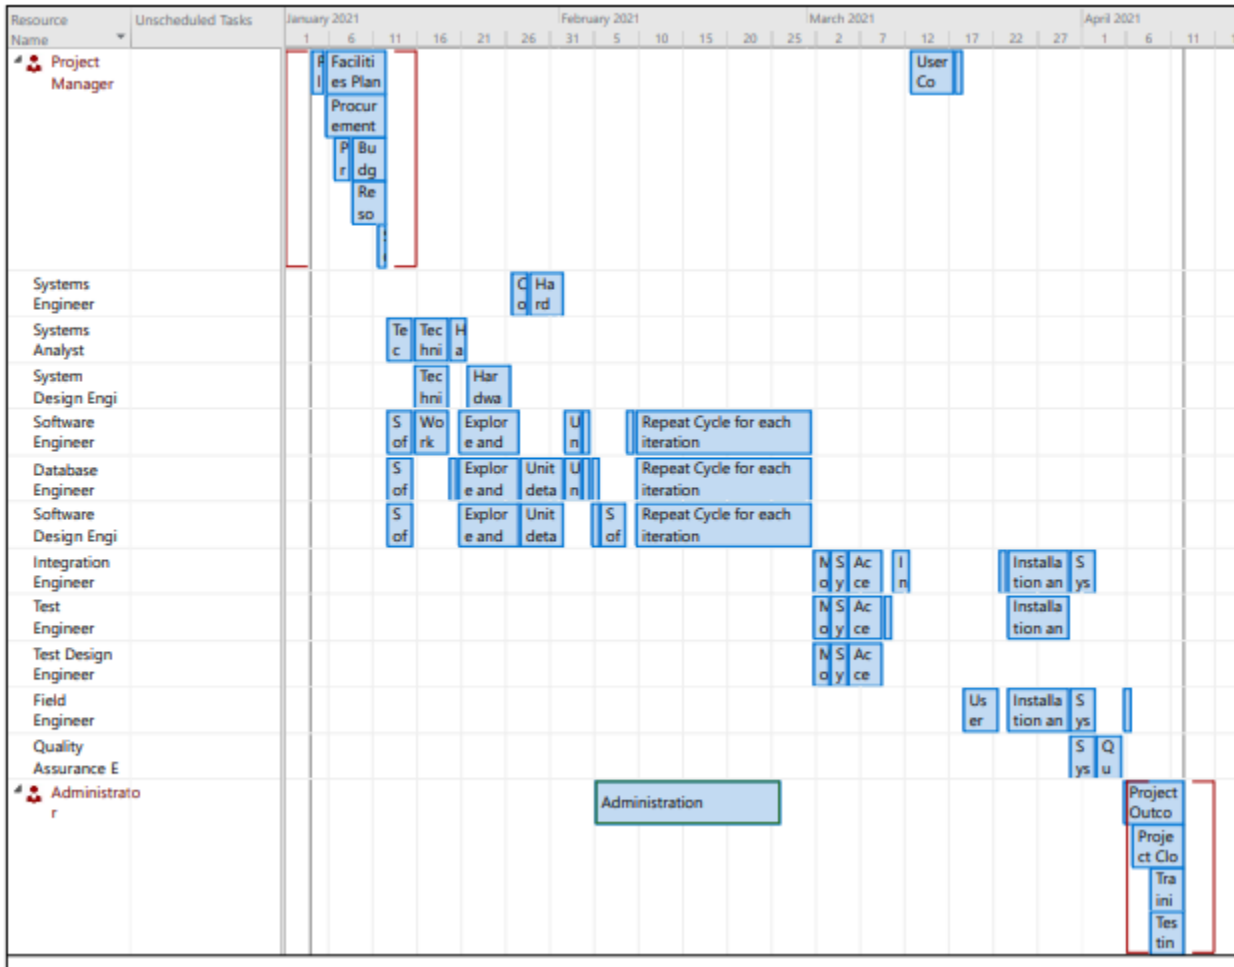 Resource Name
Unscheduled Tasks
January 2021
February 2021
March 2021
April 2021
1 6 11 16 21 26 31 5 10 15 20 25 2 7 12 17 22 27 1 6 11
Project
Manager
Faciliti
es Plan
User
Co
Procur
ement
P
r
Bu
dg
Re
so
Systems
Engineer
C
o
Ha
rd
Systems
Analyst
Te
c
Tec
hni
H
a
System
Design Engi
Tec
hni
Har
dwa
Software
Engineer
S
of
Wo
rk
Explor
e and
U
n
Repeat Cycle for each
iteration
Database
Engineer
S
of
Explor
e and
Unit
deta
U
n
Repeat Cycle for each
iteration
Software
Design Engi
S
of
Explor
e and
Unit
deta
S
of
Repeat Cycle for each
iteration
Integration
Engineer
M
o
S
y
Ac
ce
I
n
Installa
tion an
S
ys
Test
Engineer
M
o
S
y
Ac
ce
Installa
tion an
Test Design
Engineer
M
o
S
y
Ac
ce
Field
Engineer
Us
er
Installa
tion an
S
ys
Quality
Assurance E
S
ys
Q
u
Administrato
r
Administration
Project
Outco
Proje
ct Clo
Tra
ini
Tes
tin